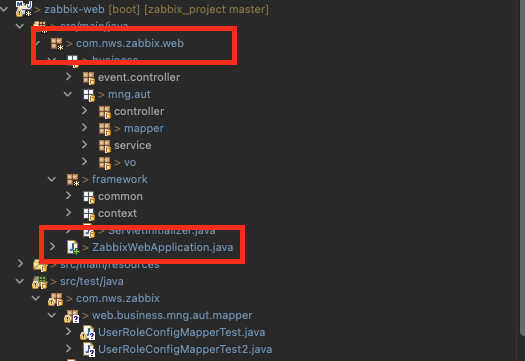 > zabbix-web [boot] [zabbix_project master]
> src/main/java
> com.nws.zabbix.web
> business
> event.controller
> mng.aut
> controller
> mapper
service
> vo
> framework
common
context
> ServletInitializer.java
> ZabbixWebApplication.java
> src/main/resources
> src/test/java
> com.nws.zabbix
> web.business.mng.aut.mapper
UserRoleConfigMapperTest.java
UserRoleConfigMapperTest2.java